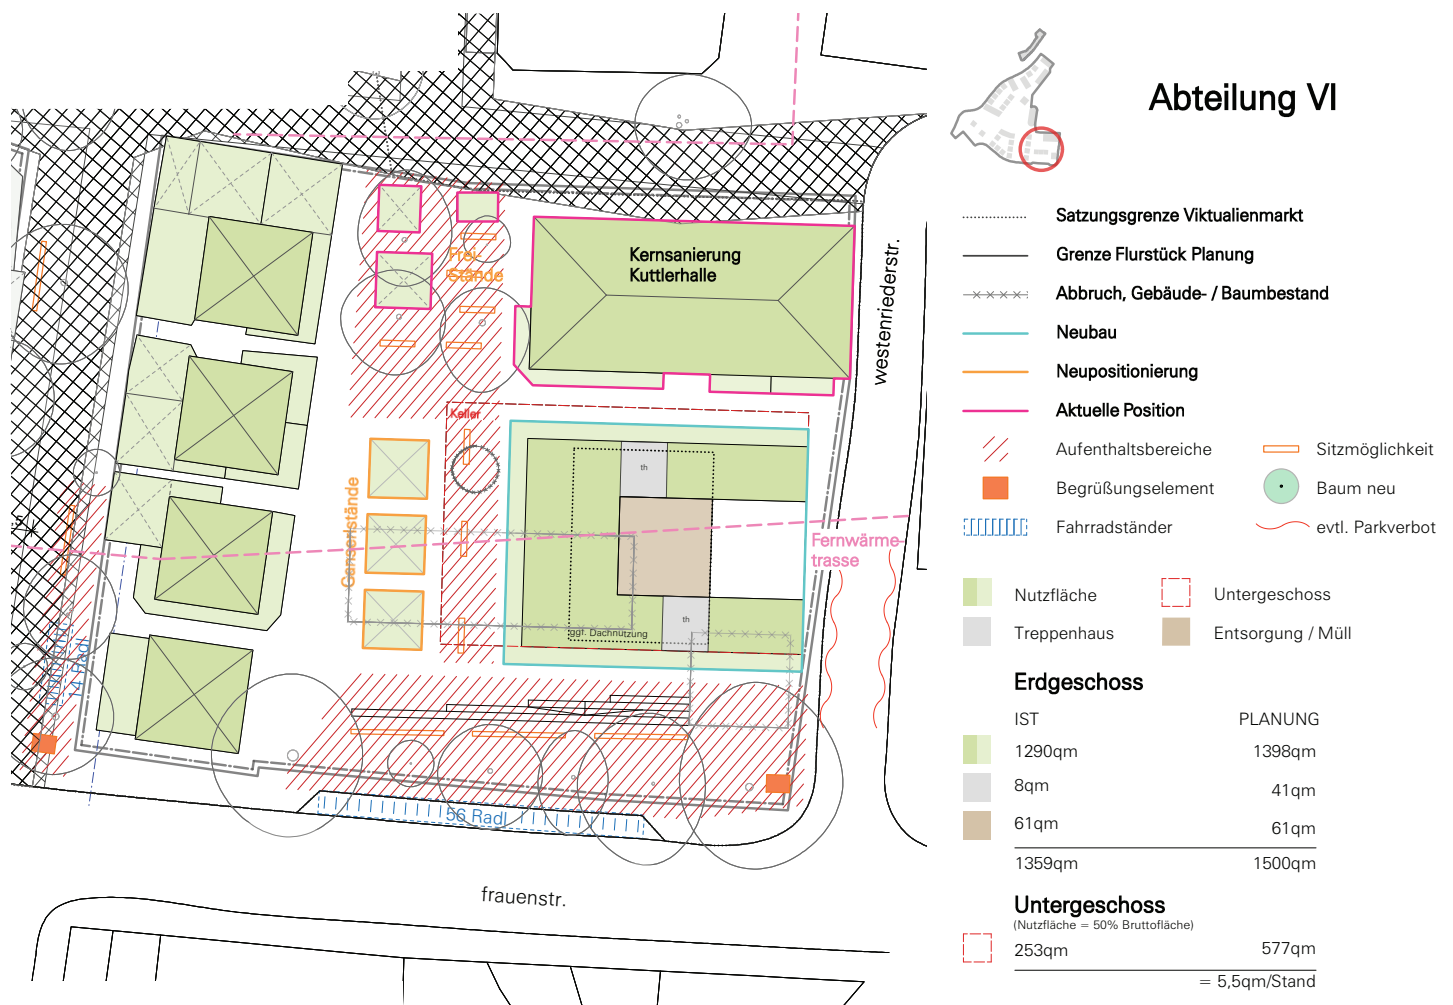 Abteilung VI
Satzungsgrenze Viktualienmarkt
Grenze Flurstück Planung
Abbruch, Gebäude- / Baumbestand
Neubau
Neupositionierung
Aktuelle Position
Aufenthaltsbereiche
Sitzmöglichkeit
Begrüßungselement
Baum neu
Fahrradständer
evtl. Parkverbot
Nutzfläche
Untergeschoss
Treppenhaus
Entsorgung / Müll
Erdgeschoss
IST PLANUNG
1290qm 1398qm
8qm 41qm
61qm 61qm
1359qm 1500qm
Untergeschoss
(Nutzfläche = 50% Bruttofläche)
253qm 577qm
= 5,5qm/Stand
Kernsanierung
Kuttlerhalle
Frei-
Stände
westenriederstr.
Keller
th
Ganserlstände
Fernwärme-
trasse
th
ggf. Dachnutzung
14 Radl
56 Radl
frauenstr.